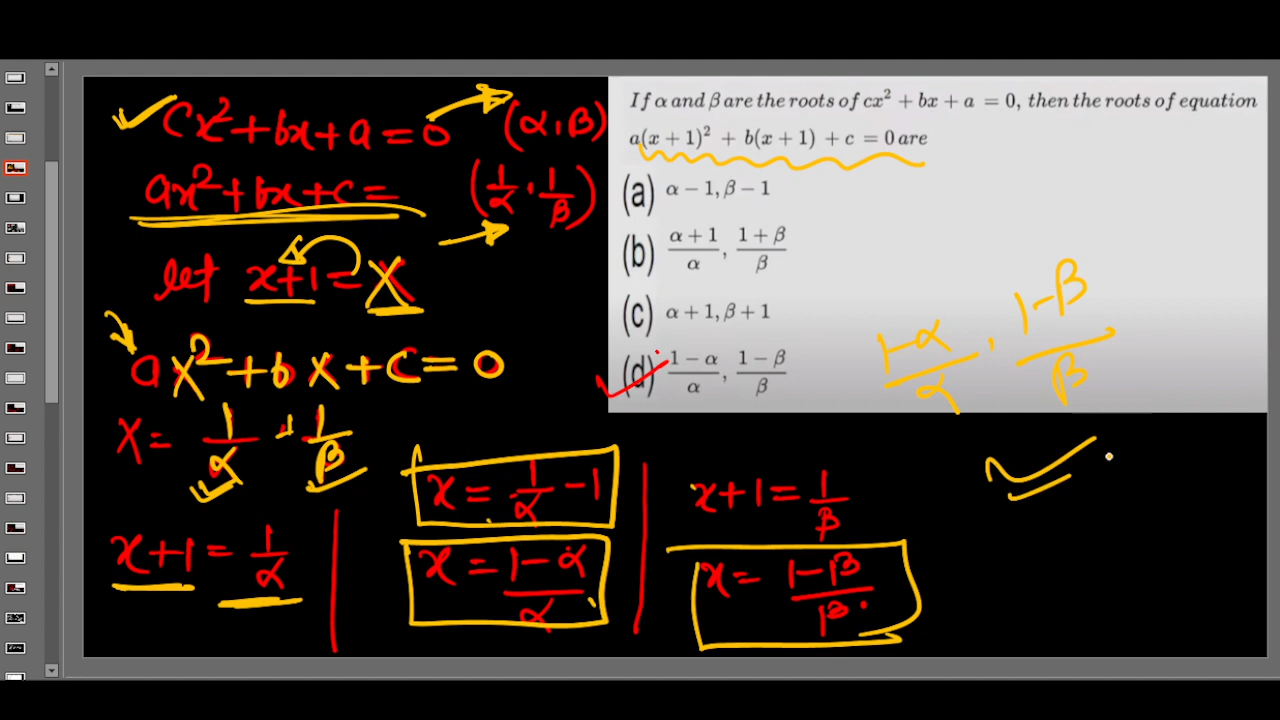 If α and β are the roots of cx² + bx + a = 0, then the roots of equation
a(x + 1)² + b(x + 1) + c = 0 are
(a) α − 1, β − 1
(b) α + 1 / α, 1 + β / β
(c) α + 1, β + 1
(d) 1 − α / α, 1 − β / β
cx² + bx + a = 0 (α, β)
ax² + bx + c = (1/α, 1/β)
let x+1 = X
aX² + bX + c = 0
X = 1/α, 1/β
x+1 = 1/α
x = 1/α − 1
x = 1−α/α
x+1 = 1/β
x = 1−β/β
1−α/α, 1−β/β